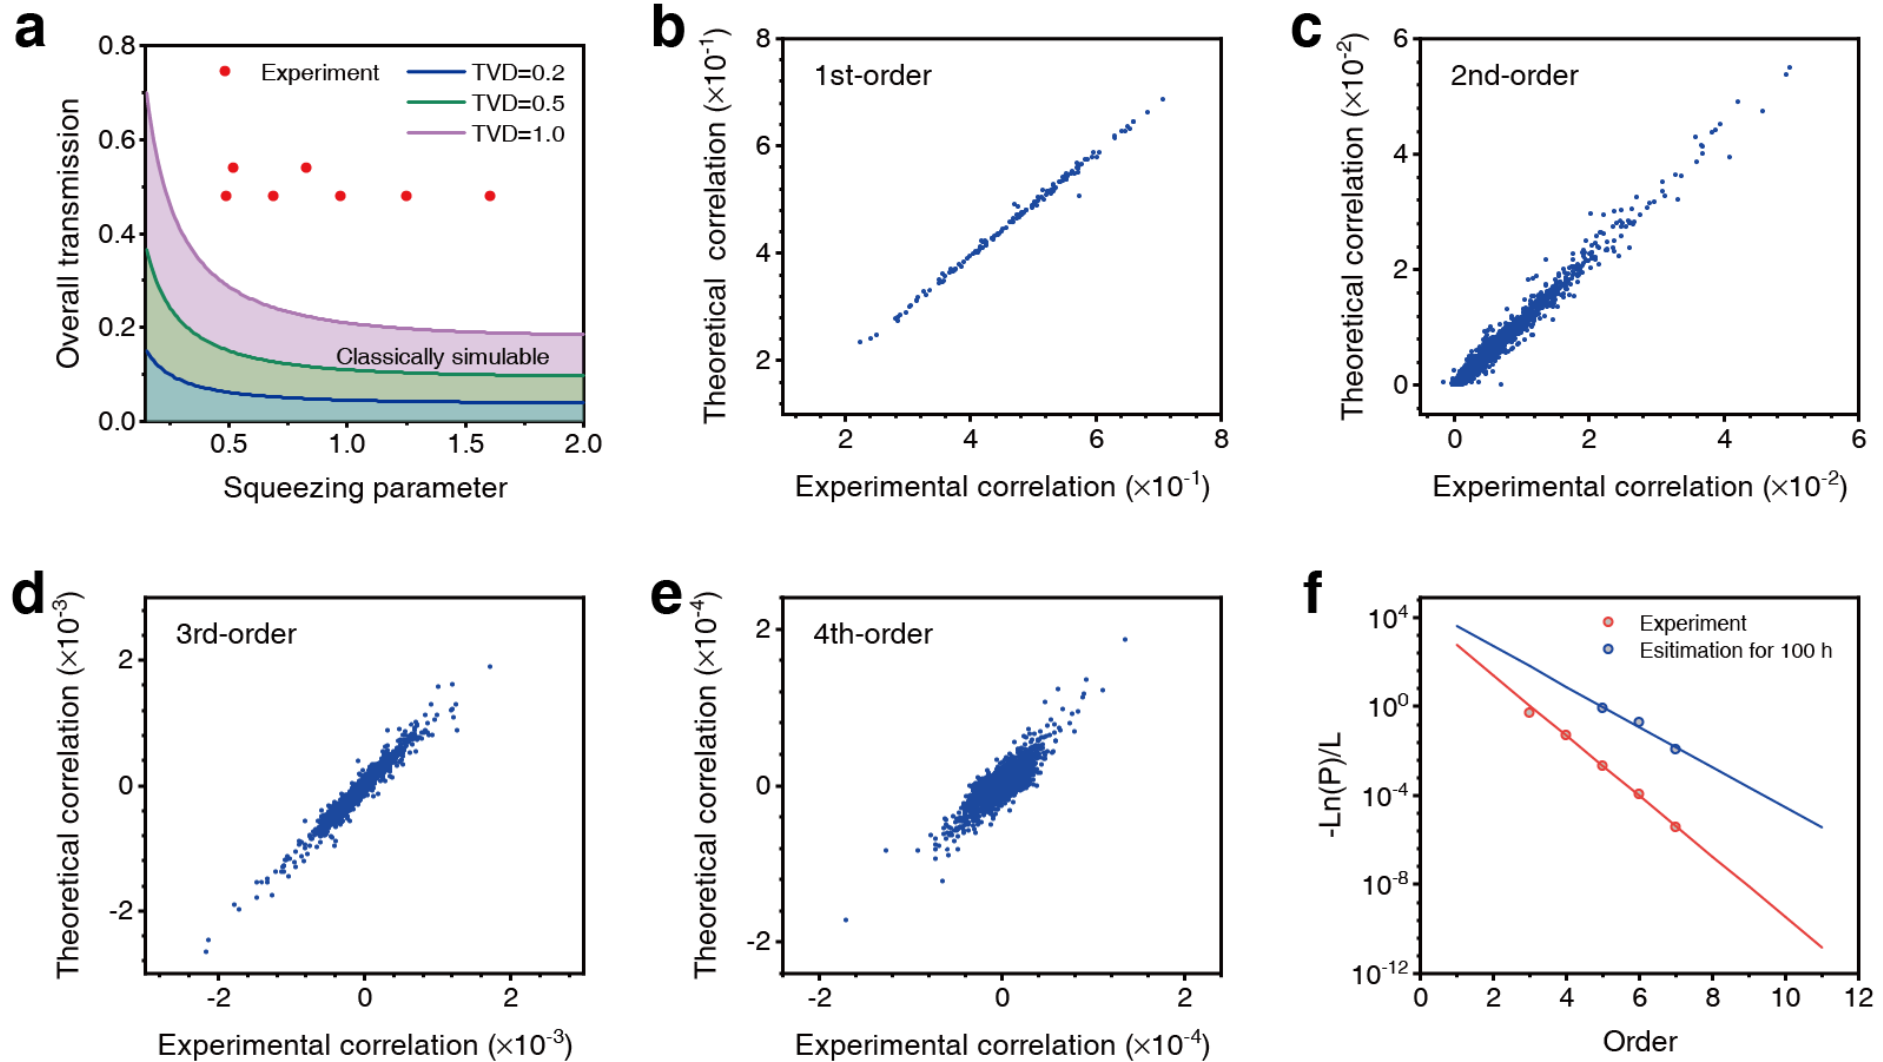 a
0.8
0.6
0.4
0.2
0.0
Overall transmission
Experiment
TVD=0.2
TVD=0.5
TVD=1.0
Classically simulable
0.5 1.0 1.5 2.0
Squeezing parameter
b
8
6
4
2
Theoretical correlation (×10-1)
1st-order
2 4 6 8
Experimental correlation (×10-1)
c
6
4
2
0
Theoretical correlation (×10-2)
2nd-order
0 2 4 6
Experimental correlation (×10-2)
d
2
0
-2
Theoretical correlation (×10-3)
3rd-order
-2 0 2
Experimental correlation (×10-3)
e
2
0
-2
Theoretical correlation (×10-4)
4th-order
-2 0 2
Experimental correlation (×10-4)
f
104
100
10-4
10-8
10-12
-Ln(P)/L
Experiment
Esitimation for 100 h
0 2 4 6 8 10 12
Order